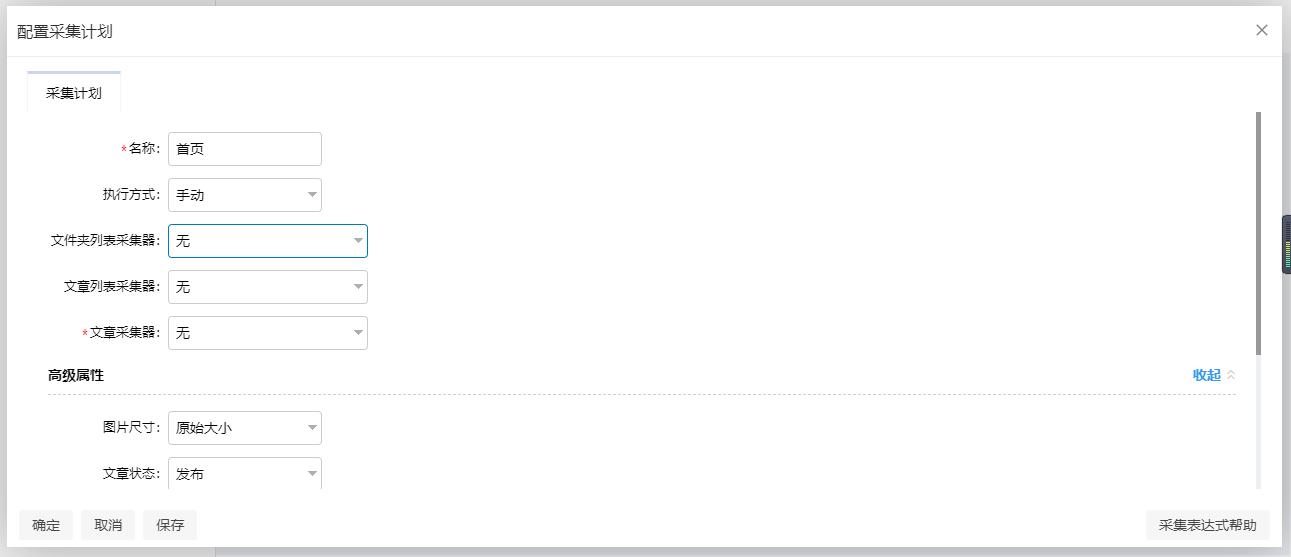 配置采集计划
采集计划
*名称: 首页
执行方式: 手动
文件夹列表采集器: 无
文章列表采集器: 无
*文章采集器: 无
高级属性 收起
图片尺寸: 原始大小
文章状态: 发布
确定 取消 保存 采集表达式帮助